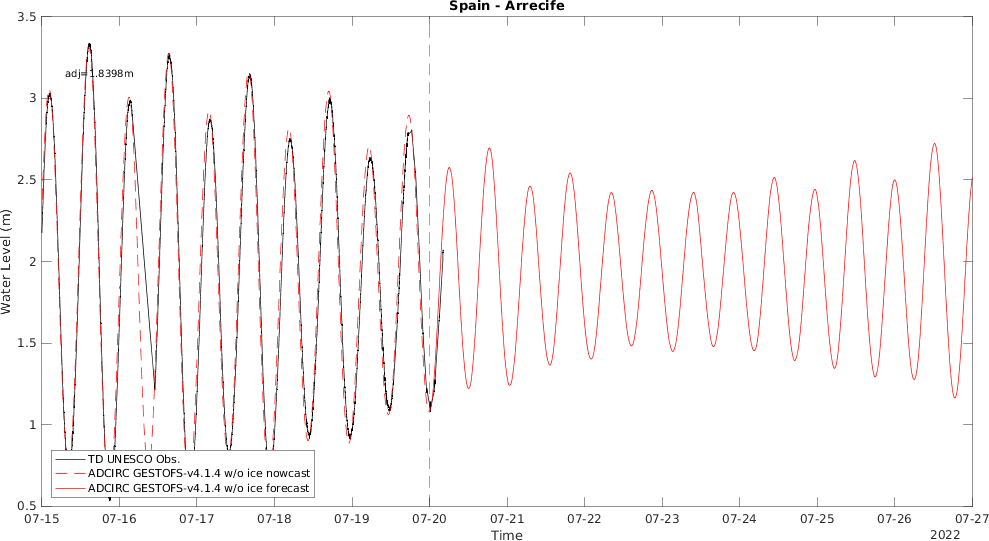 Spain - Arrecife
3.5
adj=1.8398m
3
2.5
2
1.5
1
0.5
Water Level (m)
TD UNESCO Obs.
ADCIRC GESTOFS-v4.1.4 w/o ice nowcast
ADCIRC GESTOFS-v4.1.4 w/o ice forecast
07-15 07-16 07-17 07-18 07-19 07-20 07-21 07-22 07-23 07-24 07-25 07-26 07-27
Time
2022